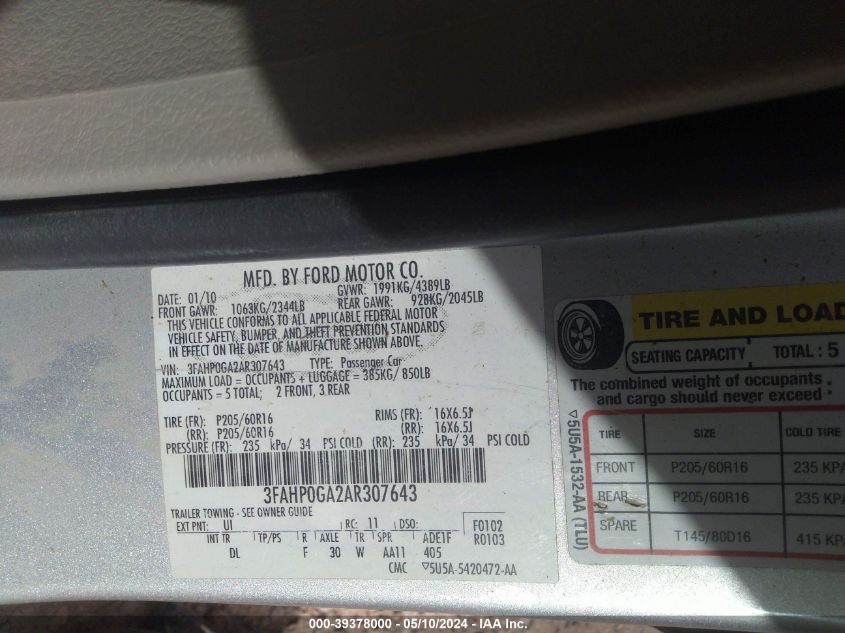 MFD. BY FORD MOTOR CO.
DATE: 01/10 GVWR: 1991KG/4389LB
FRONT GAWR: 1063KG/2344LB REAR GAWR: 928KG/2045LB
THIS VEHICLE CONFORMS TO ALL APPLICABLE FEDERAL MOTOR
VEHICLE SAFETY, BUMPER, AND THEFT PREVENTION STANDARDS
IN EFFECT ON THE DATE OF MANUFACTURE SHOWN ABOVE.
VIN: 3FAHP0GA2AR307643 TYPE: Passenger Car
MAXIMUM LOAD = OCCUPANTS + LUGGAGE = 385KG/ 850LB
OCCUPANTS = 5 TOTAL; 2 FRONT, 3 REAR
TIRE (FR): P205/60R16 RIMS (FR): 16X6.5J
(RR): P205/60R16 (RR): 16X6.5J
PRESSURE (FR): 235 kPa/ 34 PSI COLD (RR): 235 kPa/ 34 PSI COLD
3FAHP0GA2AR307643
TRAILER TOWING - SEE OWNER GUIDE
EXT PNT: UI RC: 11 DSO: F0102
INT TR TP/PS R AXLE TR SPR ADE1F R0103
DL F 30 W AA11 405
CMC ▽5U5A-5420472-AA
TIRE AND LOAD
SEATING CAPACITY TOTAL : 5
The combined weight of occupants
and cargo should never exceed
▽5U5A-1532-AA (TLU)
TIRE SIZE COLD TIRE
FRONT P205/60R16 235 KPA
REAR P205/60R16 235 KPA
SPARE T145/80D16 415 KPA
000-39378000 - 05/10/2024 - IAA Inc.